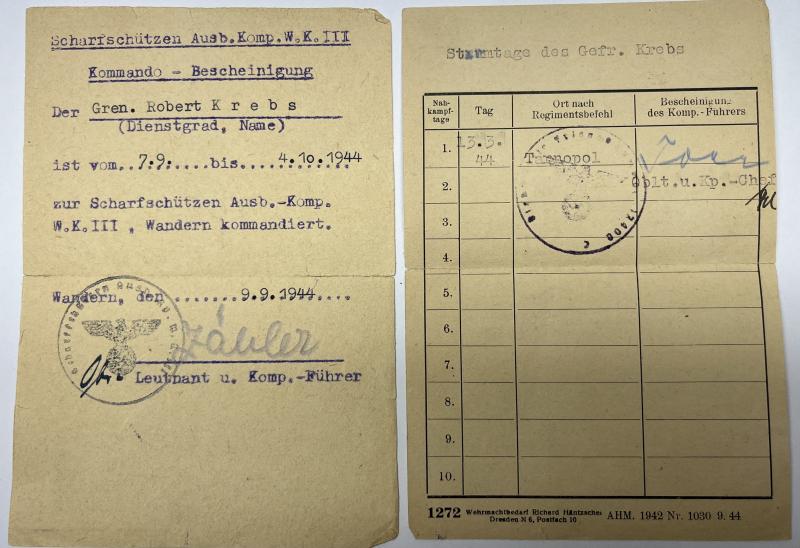 Scharfschützen Ausb.Komp.W.K.III
Kommando - Bescheinigung
Der Gren. Robert K r e b s
(Dienstgrad, Name)
ist vom..7.9......bis.....4.10.1944
zur Scharfschützen Ausb.-Komp.
W.K.III , Wandern kommandiert.
Wandern, den ........9.9.1944....
Zähler
Leutnant u. Komp.-Führer
Sturmtage des Gefr. Krebs
Nah-
kampf-
tage
Tag
Ort nach
Regimentsbefehl
Bescheinigung
des Komp.-Führers
1.
13.3.
44
Tarnopol
Oblt.u.Kp.-Chef
2.
3.
4.
5.
6.
7.
8.
9.
10.
1272 Wehrmachtbedarf Richard Häntzschel
Dresden N 6, Postfach 10
AHM. 1942 Nr. 1030 9. 44